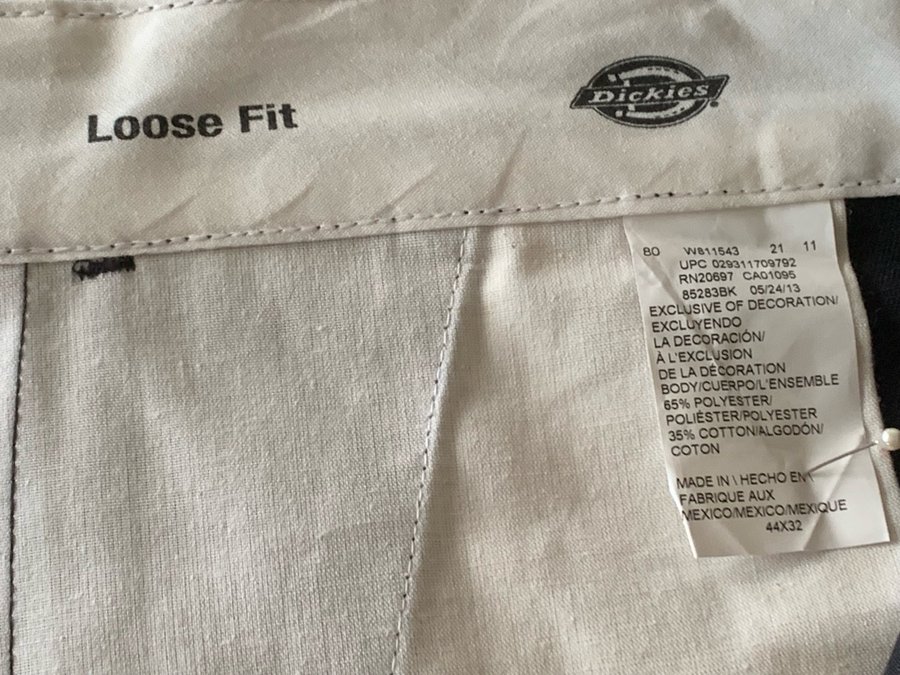 Loose Fit
Dickies
80 W811543 21 11
UPC 029311709792
RN20697 CA01095
85283BK 05/24/13
EXCLUSIVE OF DECORATION/
EXCLUYENDO
LA DECORACIÓN/
À L'EXCLUSION
DE LA DÉCORATION
BODY/CUERPO/L'ENSEMBLE
65% POLYESTER/
POLIÉSTER/POLYESTER
35% COTTON/ALGODÓN/
COTON
MADE IN \ HECHO EN\
FABRIQUE AUX
MEXICO/MEXICO/MEXIQUE
44X32